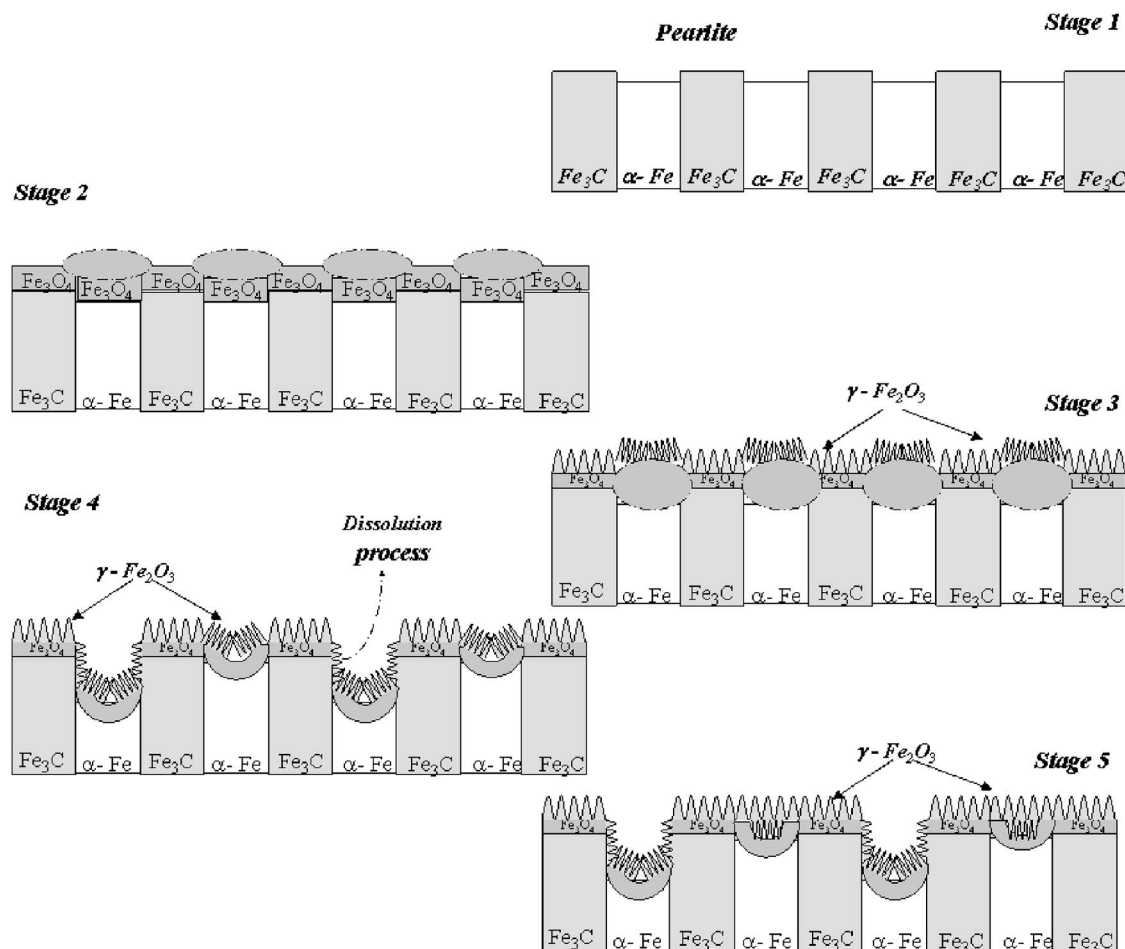 Pearlite
Stage 1
Fe₃C α- Fe Fe₃C α- Fe Fe₃C α- Fe Fe₃C α- Fe Fe₃C
Stage 2
Fe₃O₄ Fe₃O₄ Fe₃O₄ Fe₃O₄ Fe₃O₄ Fe₃O₄ Fe₃O₄ Fe₃O₄ Fe₃O₄
Fe₃C α- Fe Fe₃C α- Fe Fe₃C α- Fe Fe₃C α- Fe Fe₃C
γ - Fe₂O₃
Stage 3
Fe₃O₄ Fe₃O₄ Fe₃O₄ Fe₃O₄ Fe₃O₄
Fe₃C α- Fe Fe₃C α- Fe Fe₃C α- Fe Fe₃C α- Fe Fe₃C
Stage 4
Dissolution
process
γ - Fe₂O₃
Fe₃O₄ Fe₃O₄ Fe₃O₄ Fe₃O₄ Fe₃O₄
Fe₃C α- Fe Fe₃C α- Fe Fe₃C α- Fe Fe₃C α- Fe Fe₃C
γ - Fe₂O₃
Stage 5
Fe₃O₄ Fe₃O₄ Fe₃O₄ Fe₃O₄ Fe₃O₄
Fe₃C α- Fe Fe₃C α- Fe Fe₃C α- Fe Fe₃C α- Fe Fe₃C